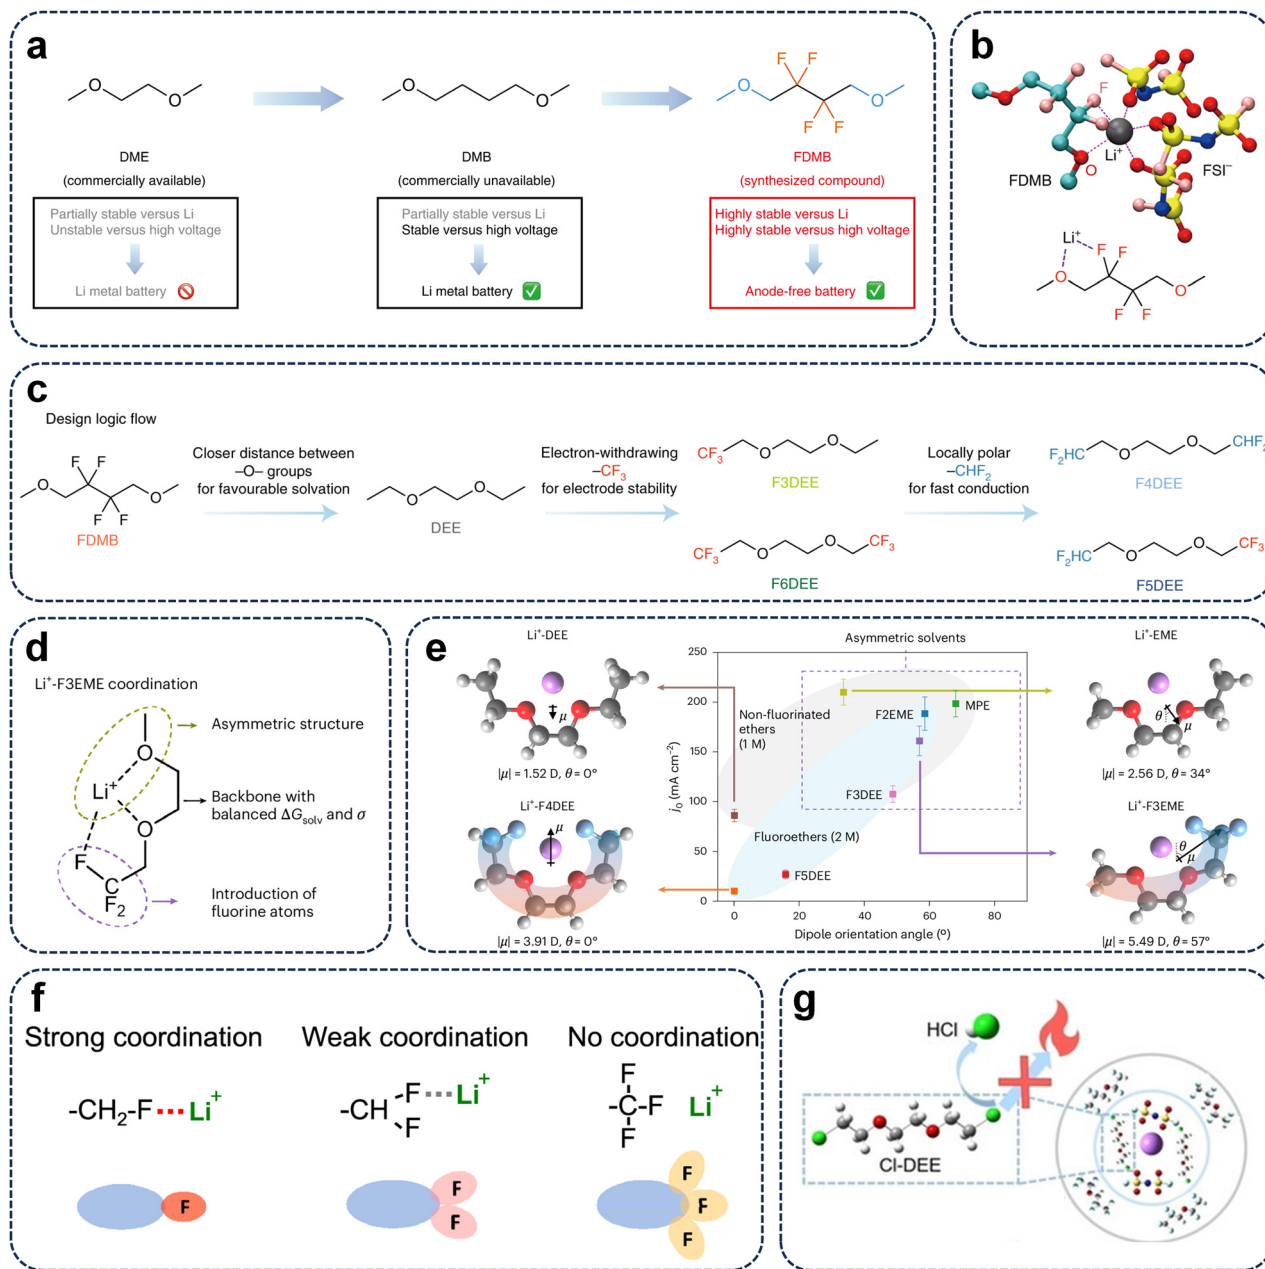 a
DME
(commercially available)
Partially stable versus Li
Unstable versus high voltage
Li metal battery
DMB
(commercially unavailable)
Partially stable versus Li
Stable versus high voltage
Li metal battery
FDMB
(synthesized compound)
Highly stable versus Li
Highly stable versus high voltage
Anode-free battery
O
O
O
O
F F
O
O
F F
b
F
Li⁺
O
FDMB
FSI⁻
Li⁺
F
F
O
O
F F
c
Design logic flow
F F
O
O
F F
FDMB
Closer distance between
–O– groups
for favourable solvation
O
O
DEE
Electron-withdrawing
–CF₃
for electrode stability
CF₃
O
O
F3DEE
CF₃
O
O
CF₃
F6DEE
Locally polar
–CHF₂
for fast conduction
F₂HC
O
O
CHF₂
F4DEE
F₂HC
O
O
CF₃
F5DEE
d
Li⁺-F3EME coordination
Asymmetric structure
O
Li⁺
Backbone with
balanced ΔG_solv and σ
O
F
C
F₂
Introduction of
fluorine atoms
e
Li⁺-DEE
μ
|μ| = 1.52 D, θ = 0°
Li⁺-F4DEE
μ
|μ| = 3.91 D, θ = 0°
Asymmetric solvents
250
200
150
100
50
0
j₀ (mA cm⁻²)
Non-fluorinated
ethers
(1 M)
F2EME
MPE
F3DEE
Fluoroethers (2 M)
F5DEE
0 20 40 60 80
Dipole orientation angle (°)
Li⁺-EME
θ
μ
|μ| = 2.56 D, θ = 34°
Li⁺-F3EME
θ
μ
|μ| = 5.49 D, θ = 57°
f
Strong coordination
-CH₂-F
Li⁺
F
Weak coordination
-CH
F
F
Li⁺
F
F
No coordination
F
-C-F
F
Li⁺
F
F
F
g
HCl
Cl-DEE